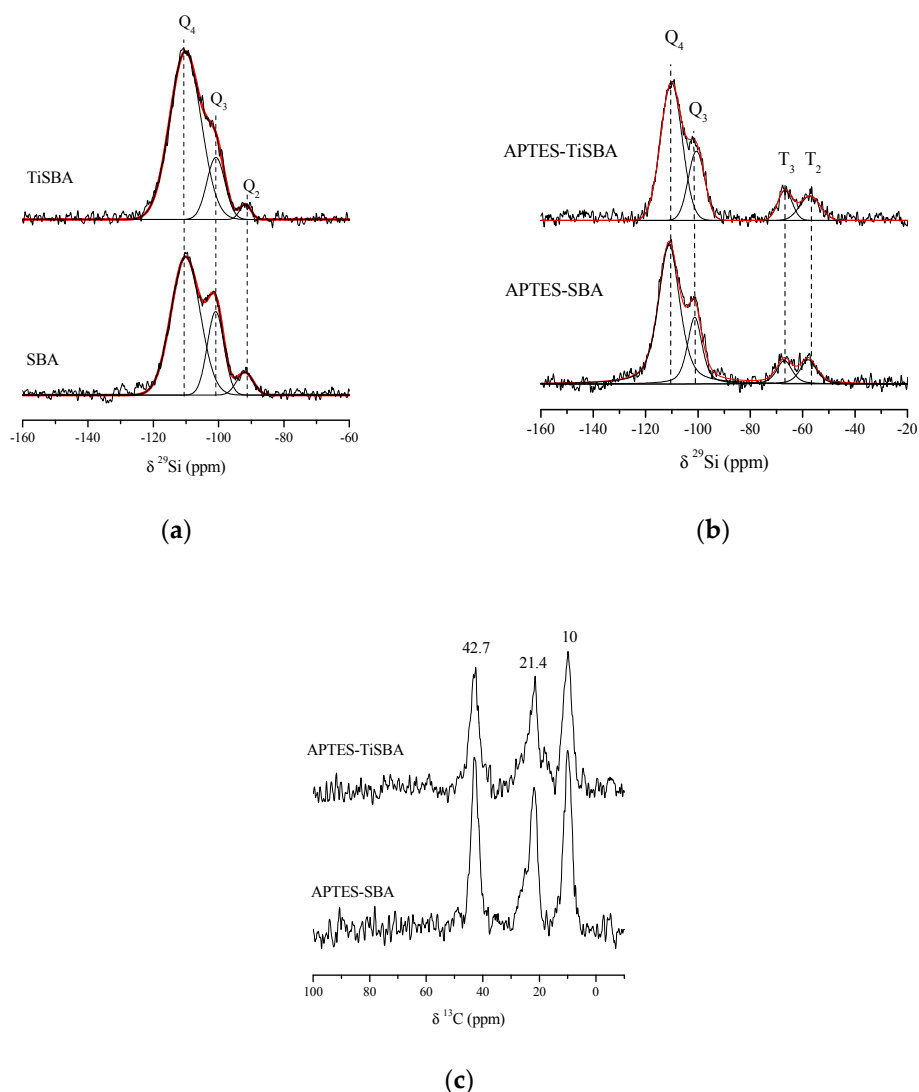 Q4
Q3
Q2
TiSBA
SBA
-160 -140 -120 -100 -80 -60
δ 29Si (ppm)
(a)
Q4
Q3
T3 T2
APTES-TiSBA
APTES-SBA
-160 -140 -120 -100 -80 -60 -40 -20
δ 29Si (ppm)
(b)
42.7 21.4 10
APTES-TiSBA
APTES-SBA
100 80 60 40 20 0
δ 13C (ppm)
(c)